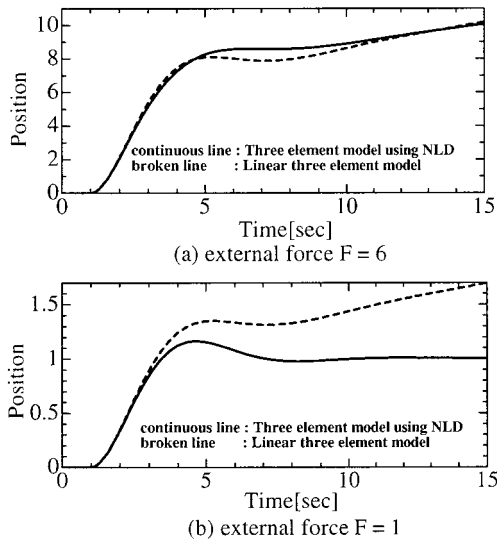 10
8
6
4
2
0
Position
continuous line : Three element model using NLD
broken line : Linear three element model
0 5 10 15
Time[sec]
(a) external force F = 6
1.5
1
0.5
0
Position
continuous line : Three element model using NLD
broken line : Linear three element model
0 5 10 15
Time[sec]
(b) external force F = 1